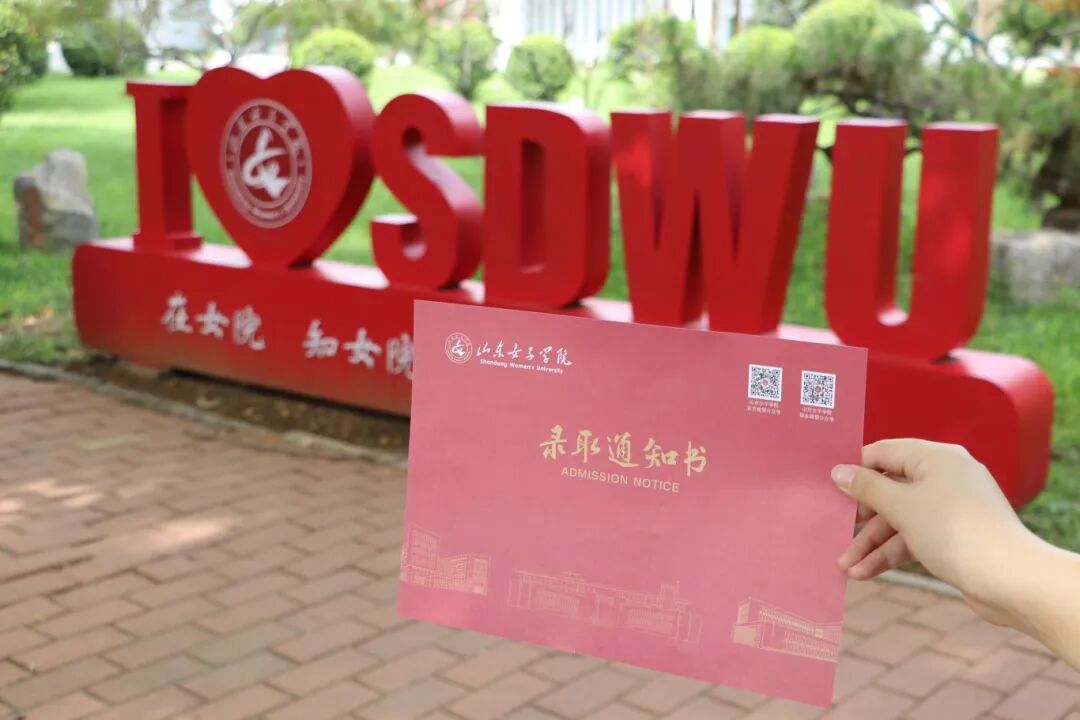 I SDWU
在女院 知女院
山东女子学院
Shandong Women's University
录取通知书
ADMISSION NOTICE